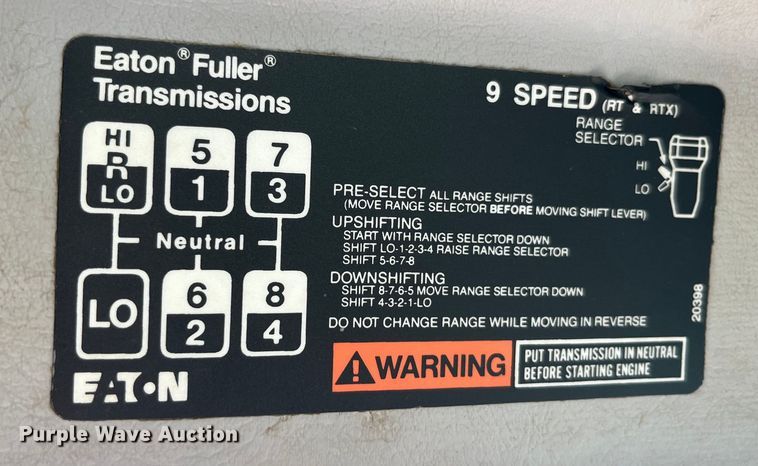 Eaton® Fuller®
Transmissions
9 SPEED (RT & RTX)
RANGE
SELECTOR
HI
LO
HI
R
LO
5
1
7
3
Neutral
LO
6
2
8
4
PRE-SELECT ALL RANGE SHIFTS
(MOVE RANGE SELECTOR BEFORE MOVING SHIFT LEVER)
UPSHIFTING
START WITH RANGE SELECTOR DOWN
SHIFT LO-1-2-3-4 RAISE RANGE SELECTOR
SHIFT 5-6-7-8
DOWNSHIFTING
SHIFT 8-7-6-5 MOVE RANGE SELECTOR DOWN
SHIFT 4-3-2-1-LO
DO NOT CHANGE RANGE WHILE MOVING IN REVERSE
WARNING
PUT TRANSMISSION IN NEUTRAL
BEFORE STARTING ENGINE
20398
EATON
Purple Wave Auction